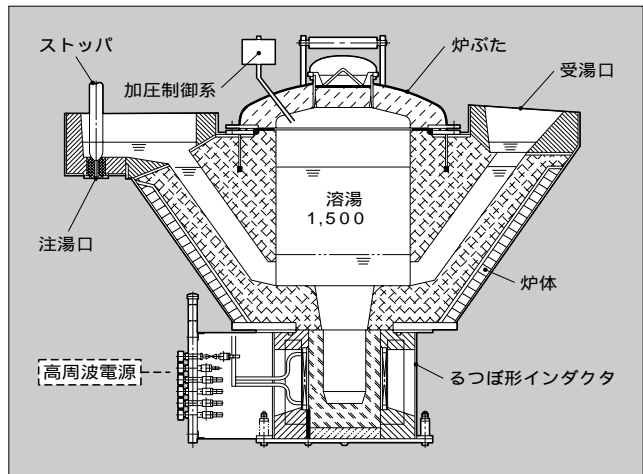 ストッパ
炉ぶた
加圧制御系
受湯口
溶湯
1,500
注湯口
炉体
高周波電源
るつぼ形インダクタ